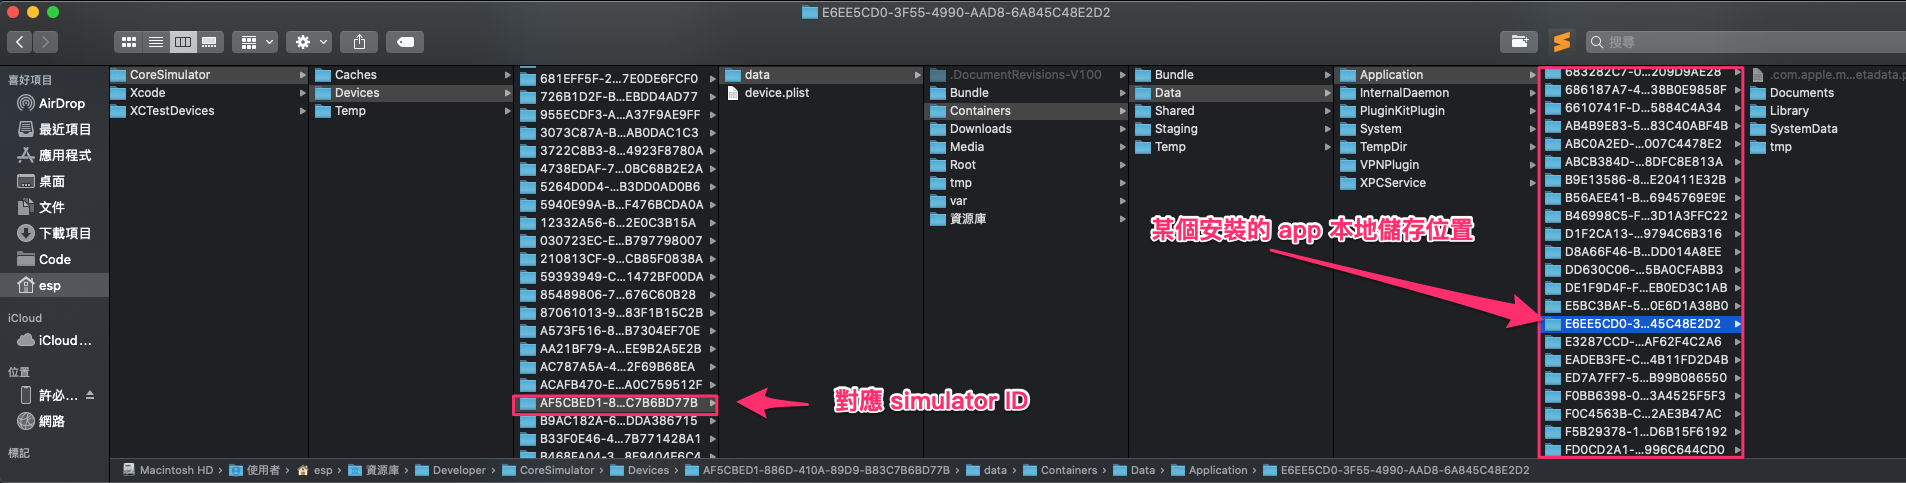 E6EE5CD0-3F55-4990-AAD8-6A845C48E2D2
搜尋
喜好項目
AirDrop
最近項目
應用程式
桌面
文件
下載項目
Code
esp
iCloud
iCloud...
位置
許必...
網路
標記
CoreSimulator
Xcode
XCTestDevices
Caches
Devices
Temp
681EFF5F-2...7E0DE6FCF0
726B1D2F-B...EBDD4AD77
955ECDF3-A...A37F9AE9FF
3073C87A-B...AB0DAC1C3
3722C8B3-8...4923F8780A
4738EDAF-7...0BC68B2E2A
5264D0D4-...B3DD0AD0B6
5940E99A-B...F476BCDA0A
12332A56-6...2E0C3B15A
030723EC-E...B797798007
210813CF-9...CB85F0838A
59393949-C...1472BF00DA
85489806-7...676C60B28
87061013-9...83F1B15C2B
A573F516-8...B7304EF70E
AA21BF79-A...EE9B2A5E2B
AC787A5A-4...2F69B68EA
ACAFB470-E...A0C759512F
AF5CBED1-8...C7B6BD77B
B9AC182A-6...DDA386715
B33F0E46-4...7B771428A1
B468FA04-3...8F9404F6C4
data
device.plist
.DocumentRevisions-V100
Bundle
Containers
Downloads
Media
Root
tmp
var
資源庫
Bundle
Data
Shared
Staging
Temp
Application
InternalDaemon
PluginKitPlugin
System
TempDir
VPNPlugin
XPCService
683282C7-0...209D9AE28
686187A7-4...38B0E9858F
6610741F-D...5884C4A34
AB4B9E83-5...83C40ABF4B
ABC0A2ED-...007C4478E2
ABCB384D-...8DFC8E813A
B9E13586-8...E20411E32B
B56AEE41-B...6945769E9E
B46998C5-F...3D1A3FFC22
D1F2CA13-...9794C6B316
D8A66F46-B...DD014A8EE
DD630C06-...5BA0CFABB3
DE1F9D4F-F...EB0ED3C1AB
E5BC3BAF-5...0E6D1A38B0
E6EE5CD0-3...45C48E2D2
E3287CCD-...AF62F4C2A6
EADEB3FE-C...4B11FD2D4B
ED7A7FF7-5...B99B086550
F0BB6398-0...3A4525F5F3
F0C4563B-C...2AE3B47AC
F5B29378-1...D6B15F6192
FD0CD2A1-...996C644CD0
.com.apple.m...etadata.p
Documents
Library
SystemData
tmp
某個安裝的 app 本地儲存位置
對應 simulator ID
Macintosh HD
使用者
esp
資源庫
Developer
CoreSimulator
Devices
AF5CBED1-886D-410A-89D9-B83C7B6BD77B
data
Containers
Data
Application
E6EE5CD0-3F55-4990-AAD8-6A845C48E2D2